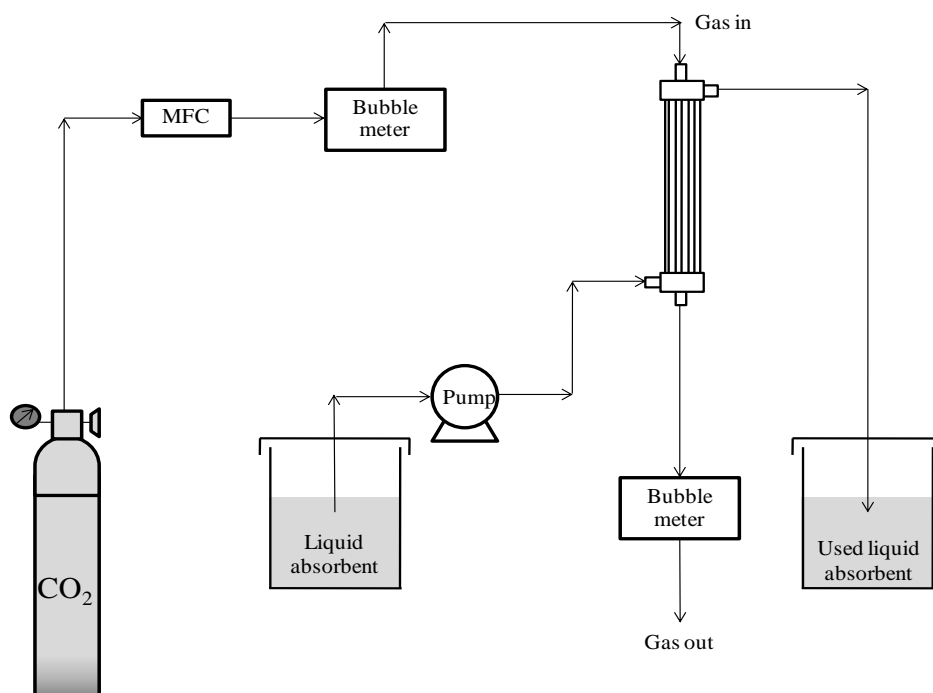 Gas in
MFC
Bubble
meter
Pump
Liquid
absorbent
Bubble
meter
Used liquid
absorbent
CO₂
Gas out